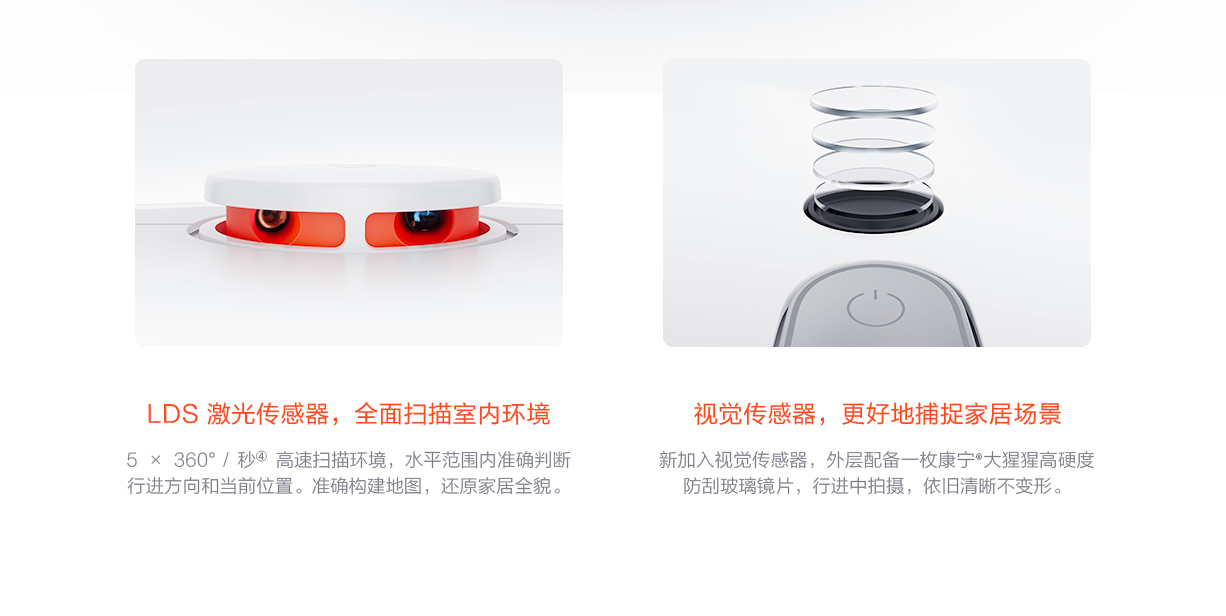 LDS 激光传感器，全面扫描室内环境
5 × 360° / 秒④ 高速扫描环境，水平范围内准确判断
行进方向和当前位置。准确构建地图，还原家居全貌。
视觉传感器，更好地捕捉家居场景
新加入视觉传感器，外层配备一枚康宁®大猩猩高硬度
防刮玻璃镜片，行进中拍摄，依旧清晰不变形。